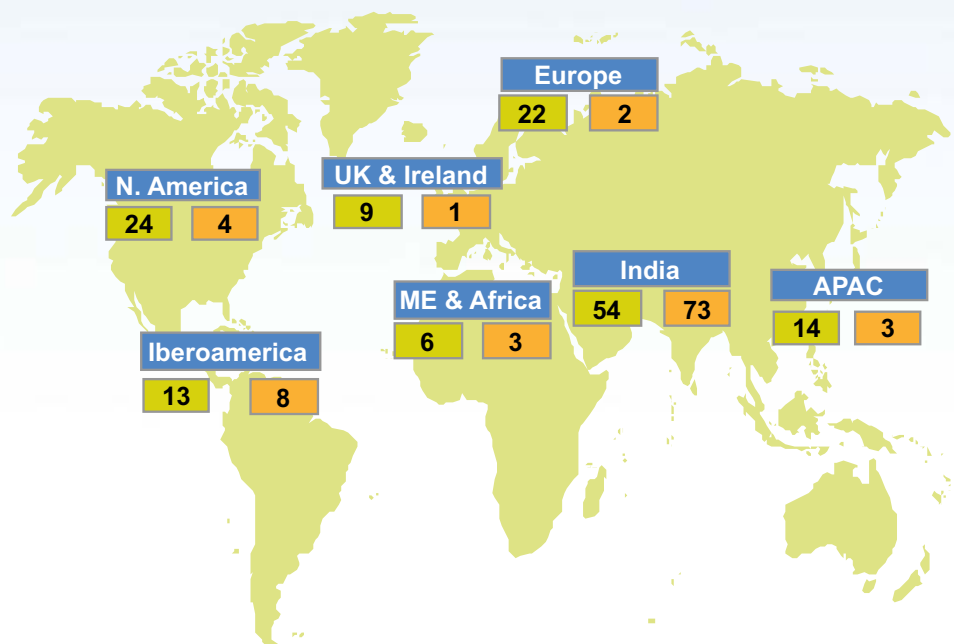 Europe
22 2
UK & Ireland
9 1
N. America
24 4
India
54 73
APAC
14 3
ME & Africa
6 3
Iberoamerica
13 8